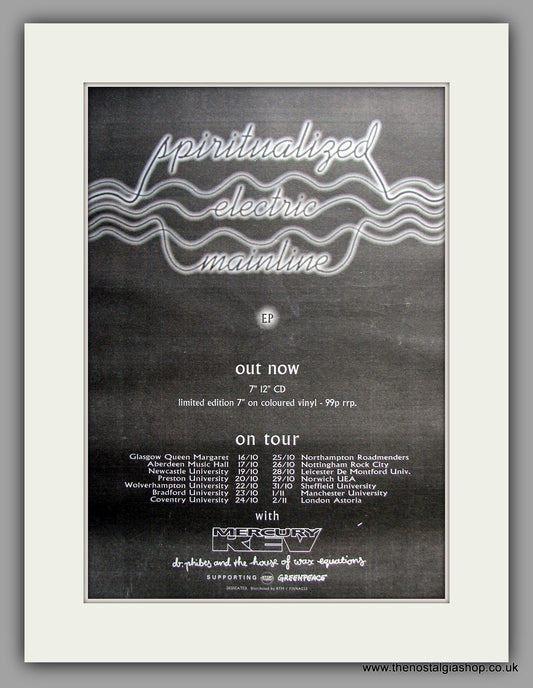 spiritualized
electric
mainline
EP
out now
7" 12" CD
limited edition 7" on coloured vinyl - 99p rrp.
on tour
Glasgow Queen Margaret 16/10 25/10 Northampton Roadmenders
Aberdeen Music Hall 17/10 26/10 Nottingham Rock City
Newcastle University 19/10 28/10 Leicester De Montford Univ.
Preston University 20/10 29/10 Norwich UEA
Wolverhampton University 22/10 31/10 Sheffield University
Bradford University 23/10 1/11 Manchester University
Coventry University 24/10 2/11 London Astoria
with
MERCURY
REV
dr. phibes and the house of wax equations
SUPPORTING GREENPEACE
DEDICATED. Distributed by RTM / PINNACLE
www.thenostalgiashop.co.uk